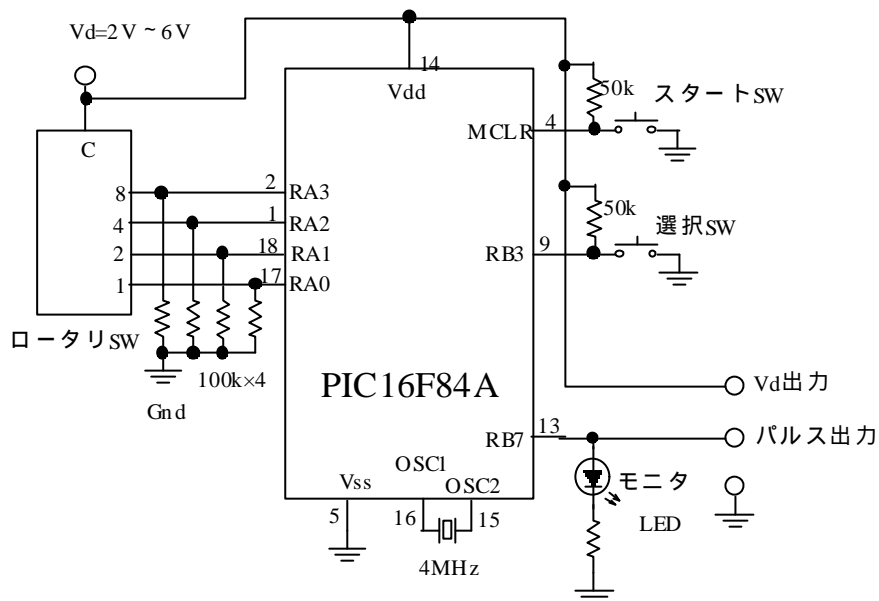 Vd=2V ~ 6V
14
Vdd
C
8
4
2
1
2
1
18
17
RA3
RA2
RA1
RA0
ロータリSW
100k×4
Gnd
PIC16F84A
MCLR
4
50k
スタートSW
RB3
9
50k
選択SW
Vd出力
RB7
13
パルス出力
モニタ
LED
Vss
5
OSC1
OSC2
16
15
4MHz